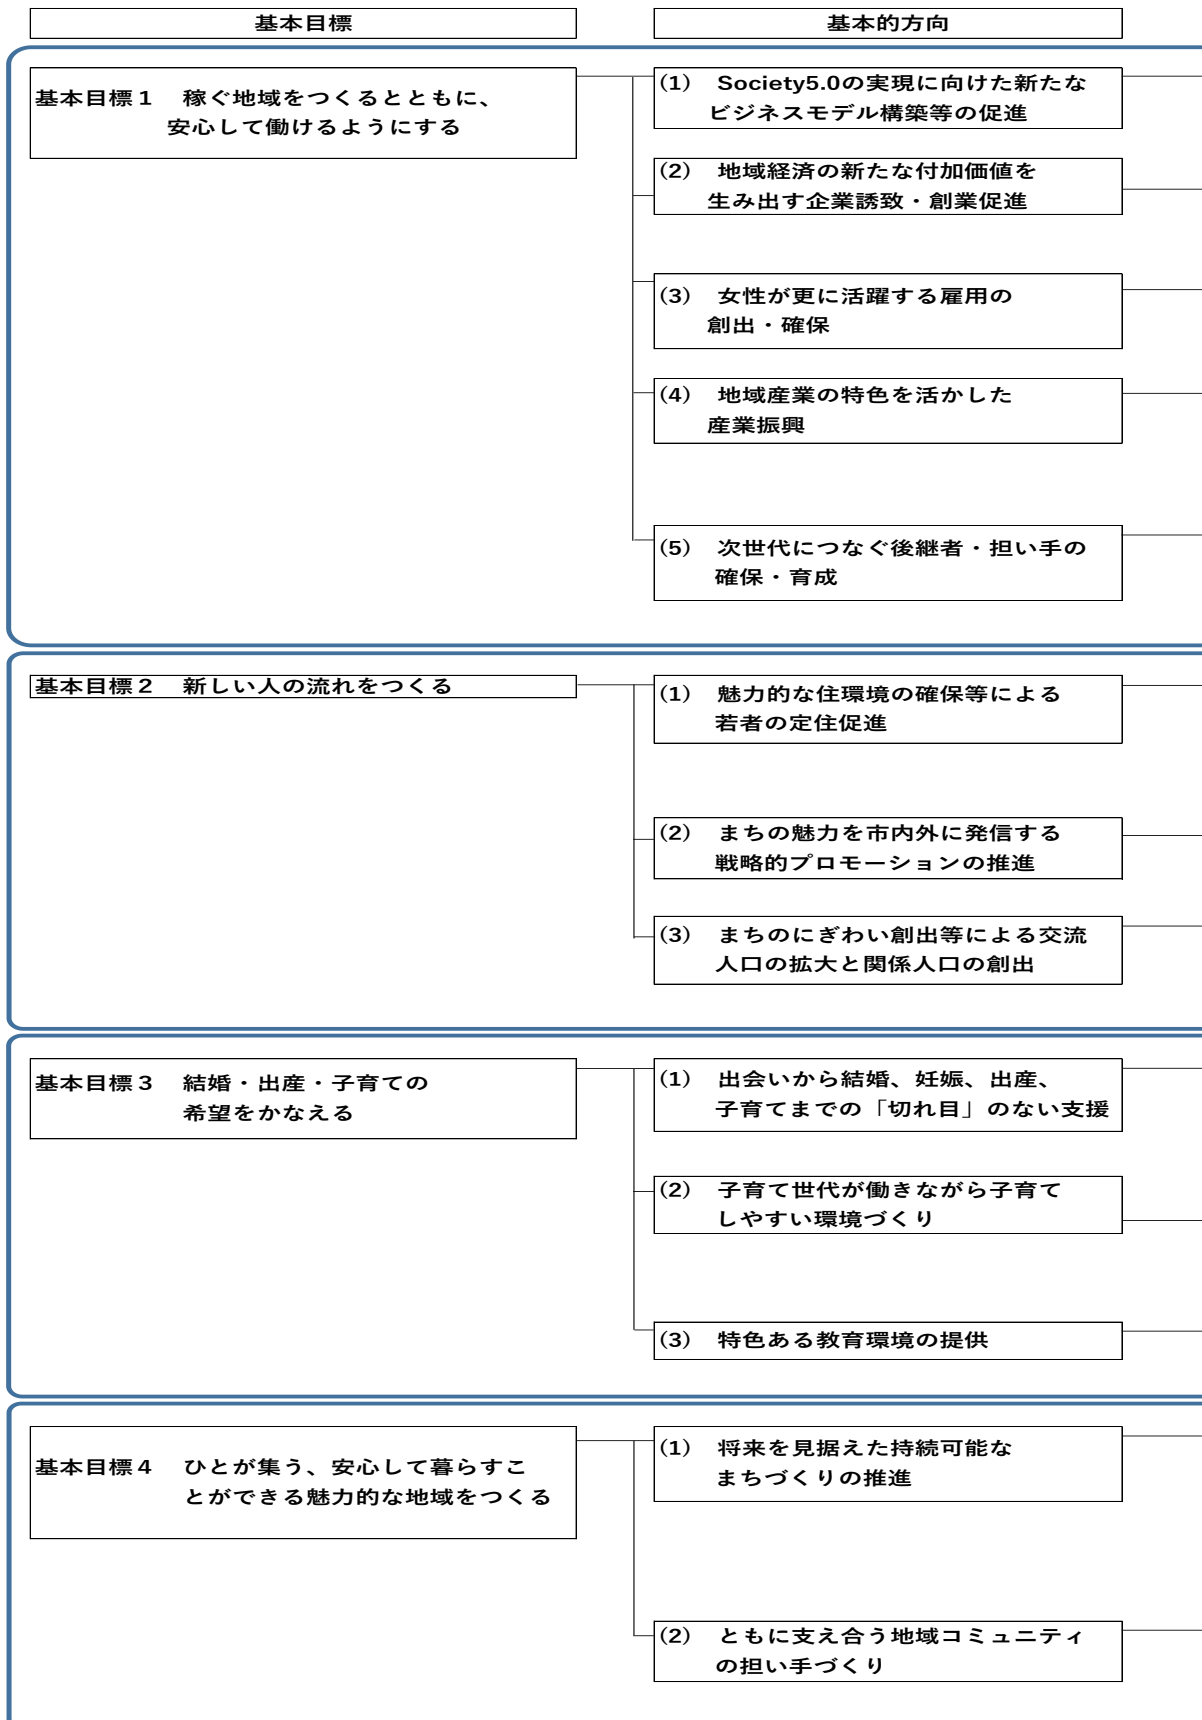 基本目標
基本的方向
基本目標１　稼ぐ地域をつくるとともに、
安心して働けるようにする
(1)　Society5.0の実現に向けた新たな
ビジネスモデル構築等の促進
(2)　地域経済の新たな付加価値を
生み出す企業誘致・創業促進
(3)　女性が更に活躍する雇用の
創出・確保
(4)　地域産業の特色を活かした
産業振興
(5)　次世代につなぐ後継者・担い手の
確保・育成
基本目標２　新しい人の流れをつくる
(1)　魅力的な住環境の確保等による
若者の定住促進
(2)　まちの魅力を市内外に発信する
戦略的プロモーションの推進
(3)　まちのにぎわい創出等による交流
人口の拡大と関係人口の創出
基本目標３　結婚・出産・子育ての
希望をかなえる
(1)　出会いから結婚、妊娠、出産、
子育てまでの「切れ目」のない支援
(2)　子育て世代が働きながら子育て
しやすい環境づくり
(3)　特色ある教育環境の提供
基本目標４　ひとが集う、安心して暮らすこ
とができる魅力的な地域をつくる
(1)　将来を見据えた持続可能な
まちづくりの推進
(2)　ともに支え合う地域コミュニティ
の担い手づくり